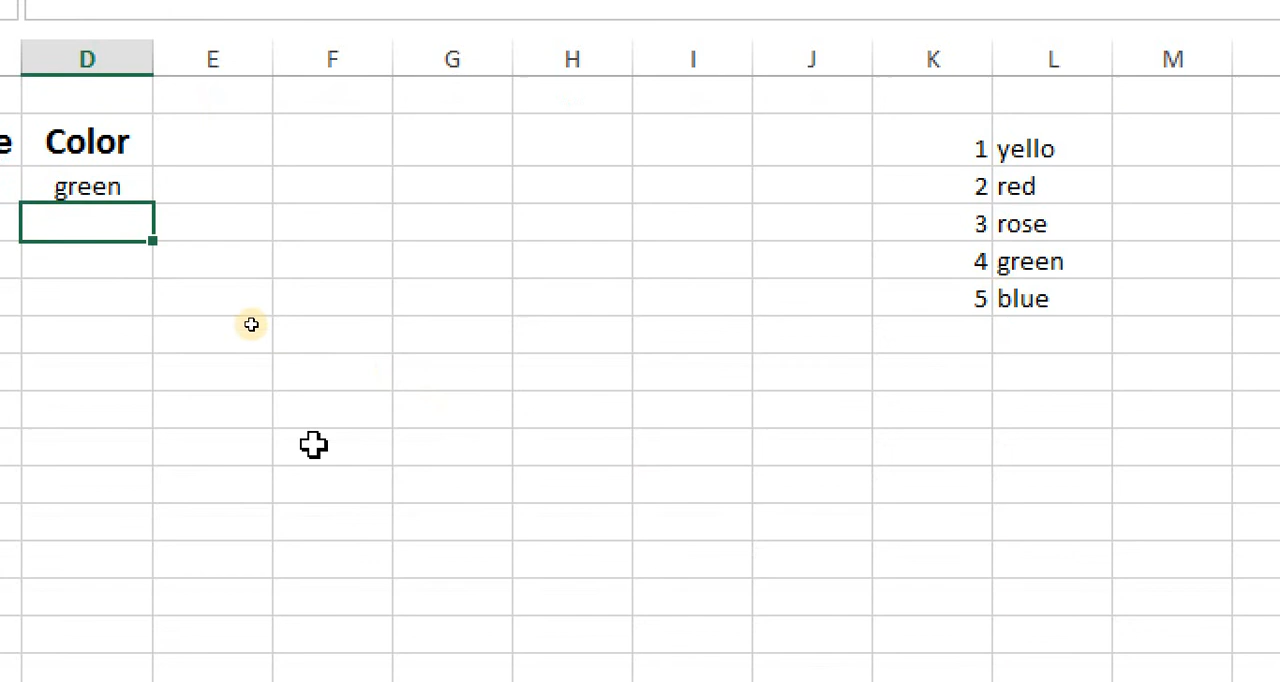 D E F G H I J K L M
e Color
1 yello
green
2 red
3 rose
4 green
5 blue